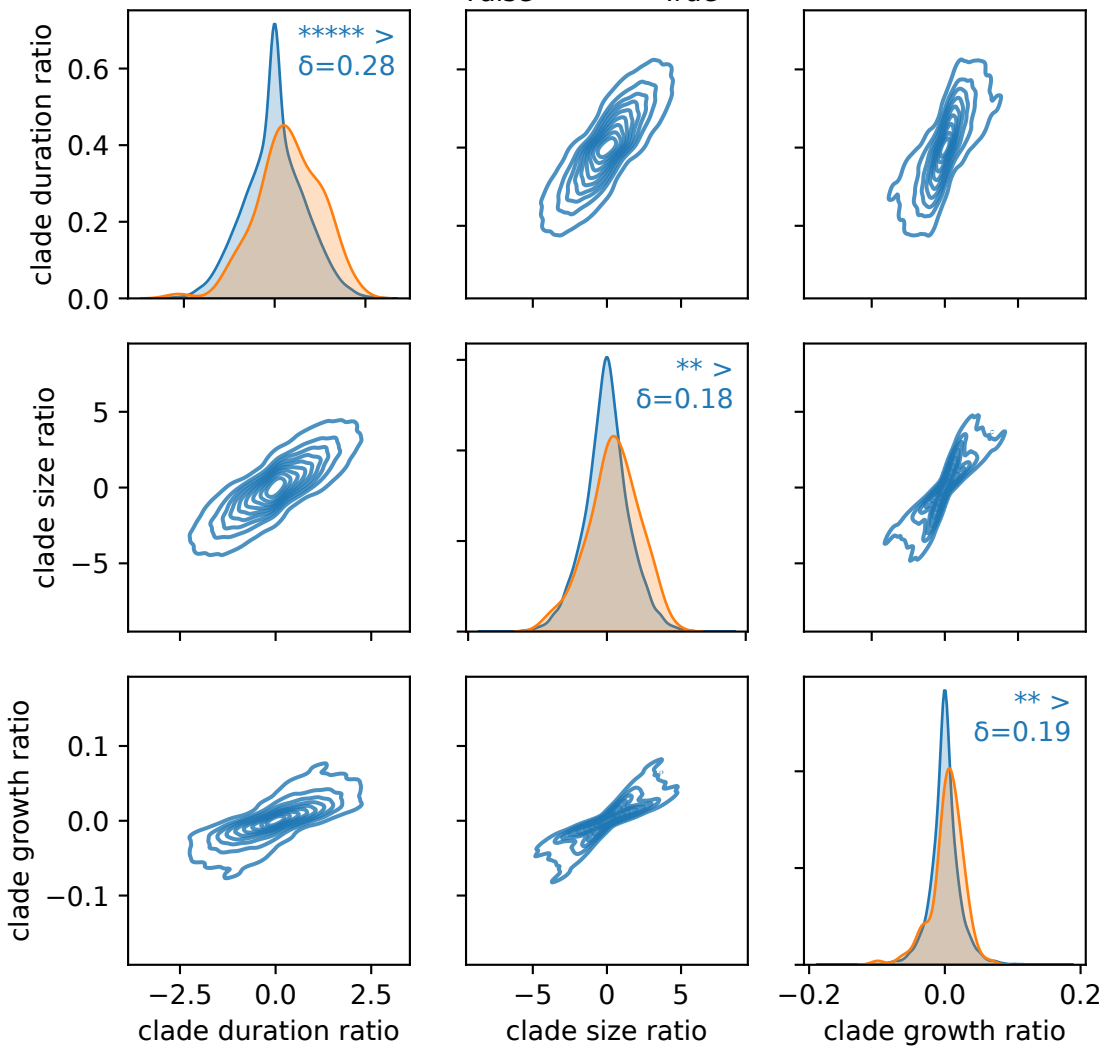 False True
clade duration ratio
0.6
0.4
0.2
0.0
***** >
δ=0.28
clade size ratio
5
0
−5
** >
δ=0.18
clade growth ratio
0.1
0.0
−0.1
** >
δ=0.19
−2.5 0.0 2.5
−5 0 5
−0.2 0.0 0.2
clade duration ratio
clade size ratio
clade growth ratio